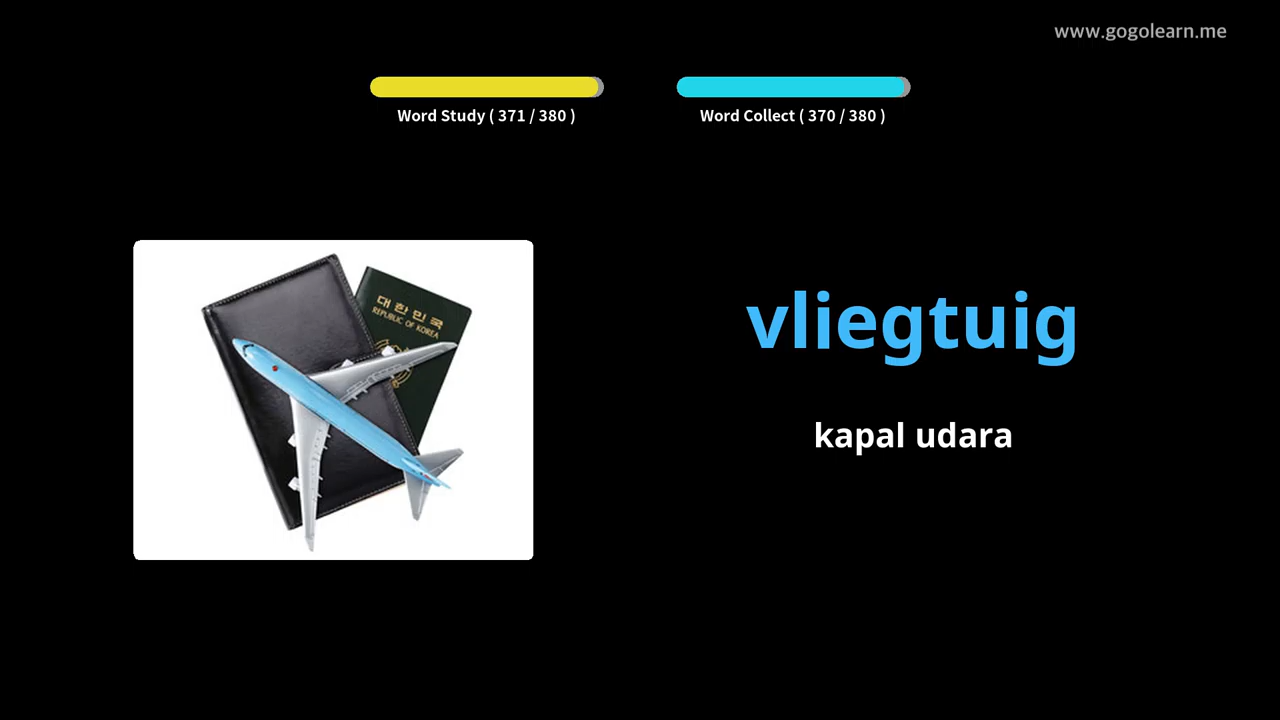 www.gogolearn.me
Word Study ( 371 / 380 )
Word Collect ( 370 / 380 )
대한민국
REPUBLIC OF KOREA
vliegtuig
kapal udara